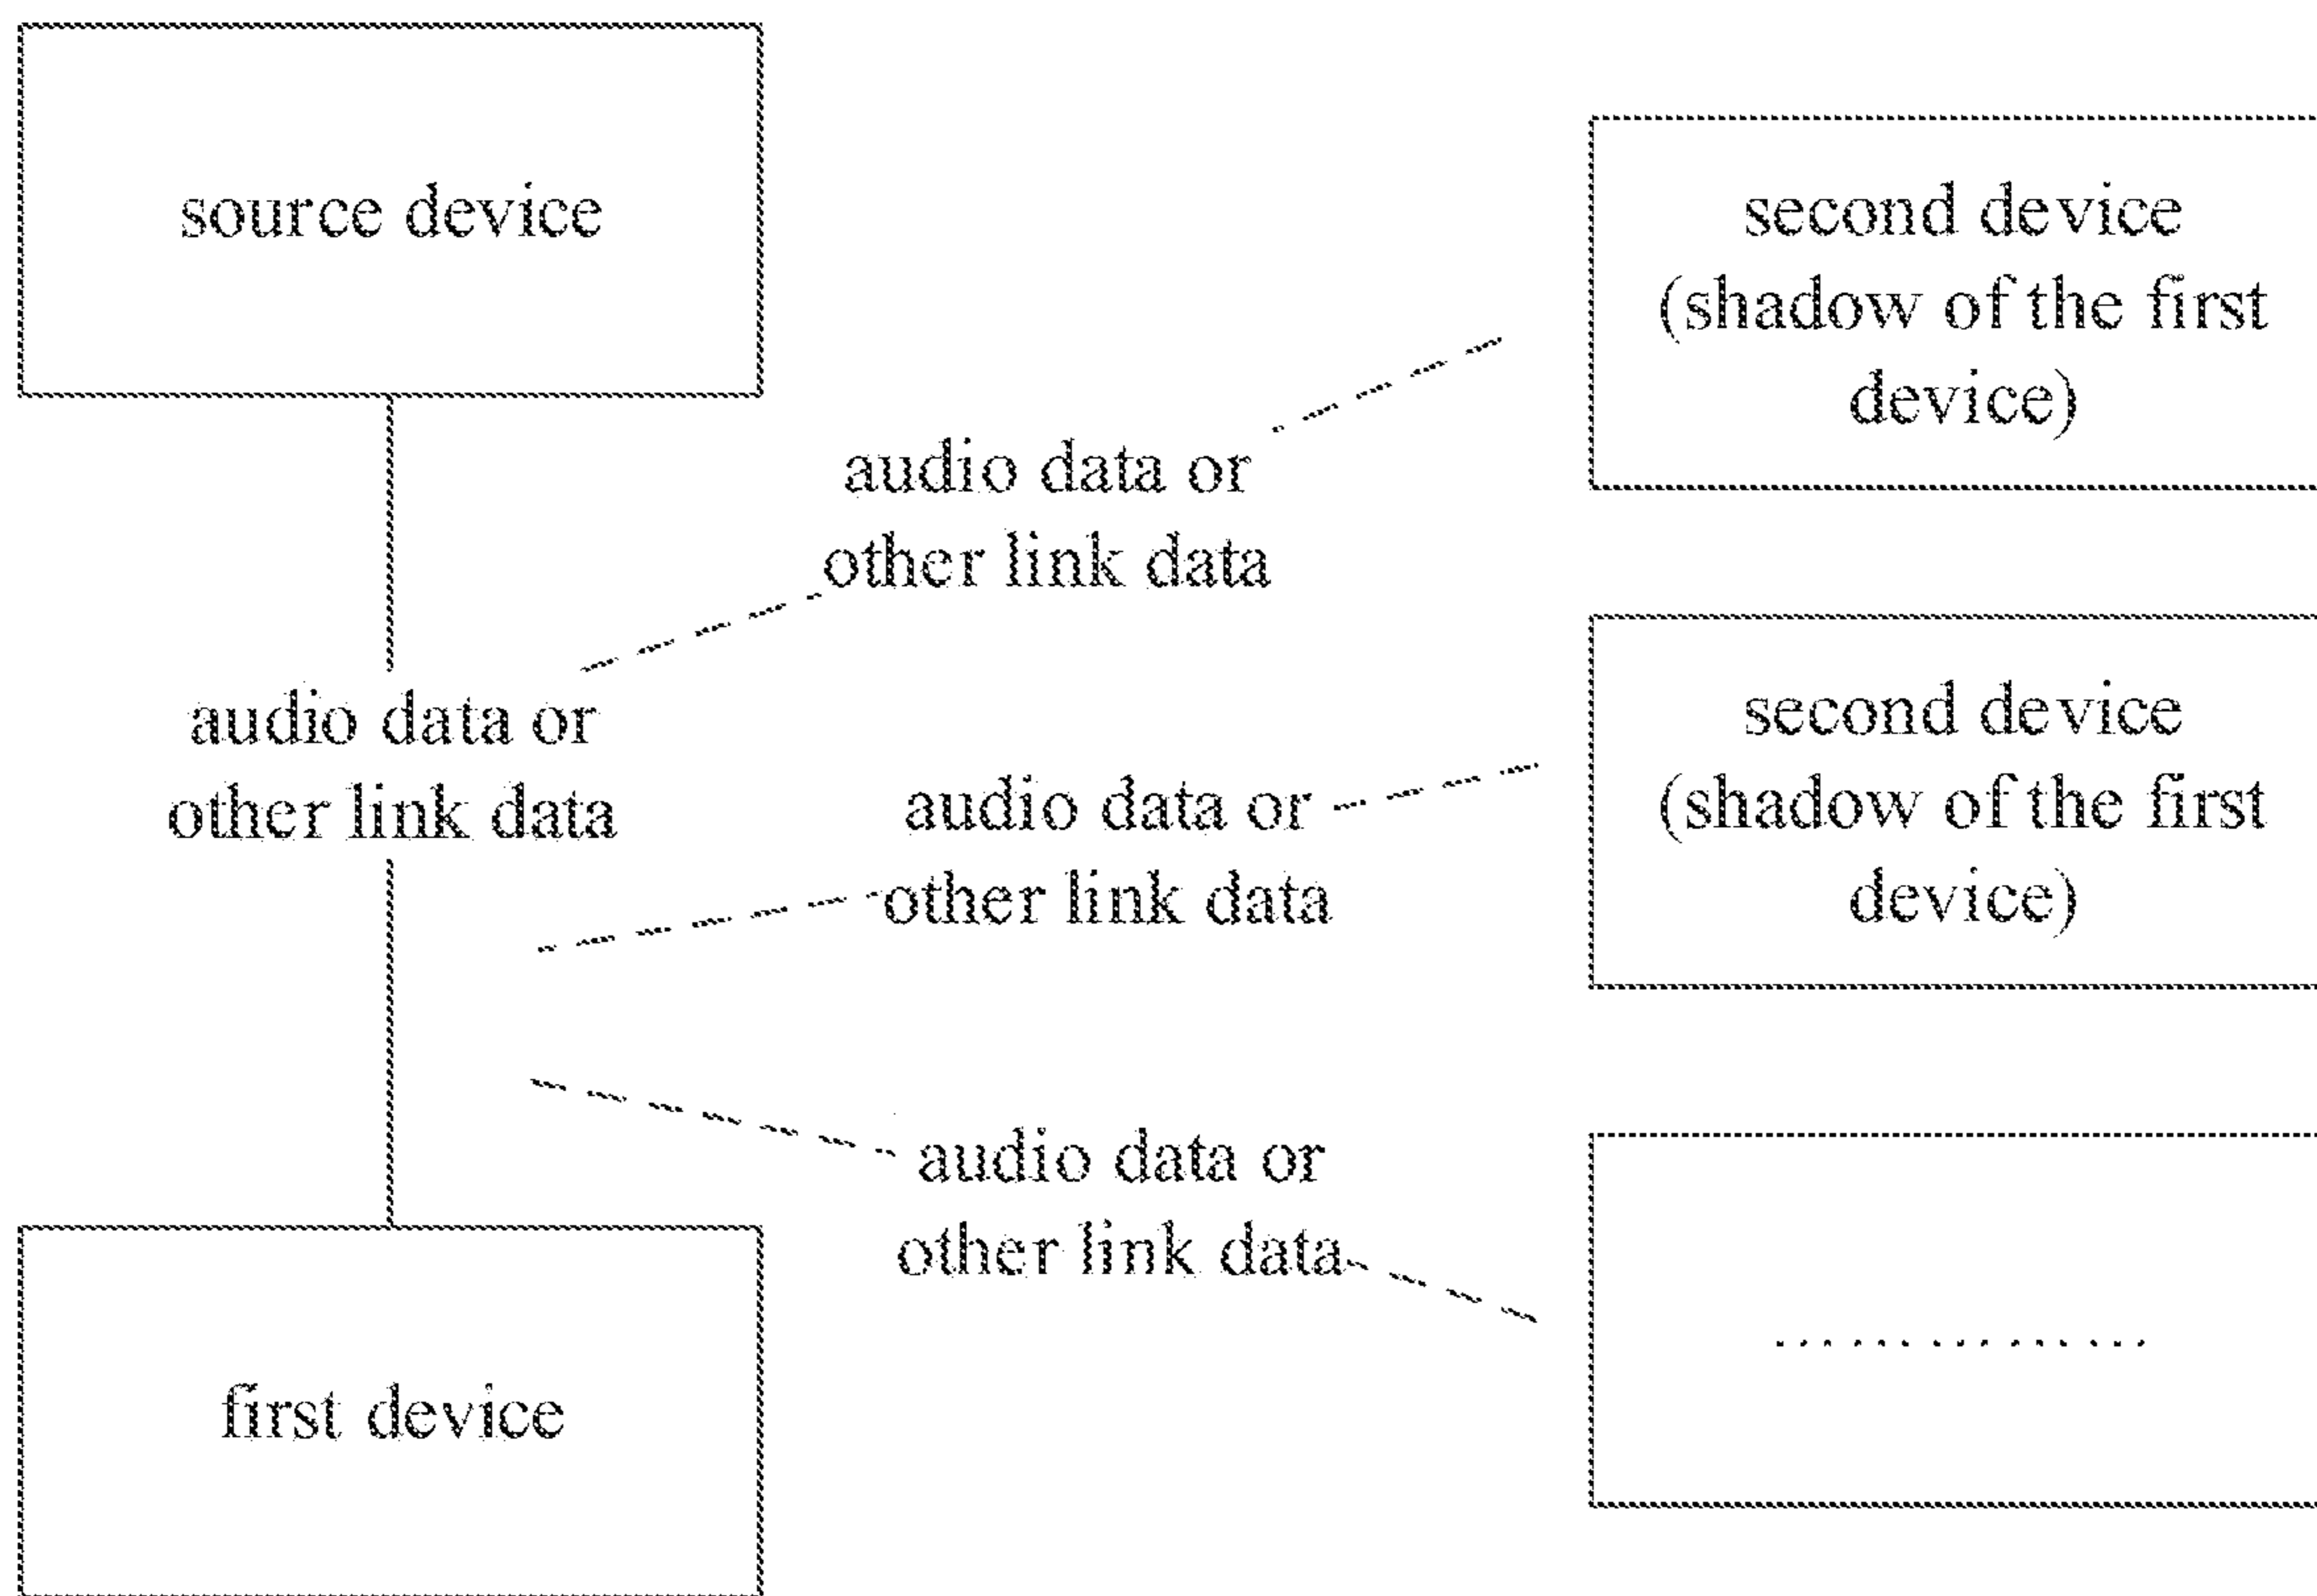 source device
second device
(shadow of the first
device)
audio data or
other link data
audio data or
other link data
second device
(shadow of the first
device)
audio data or
other link data
audio data or
other link data
first device
...............